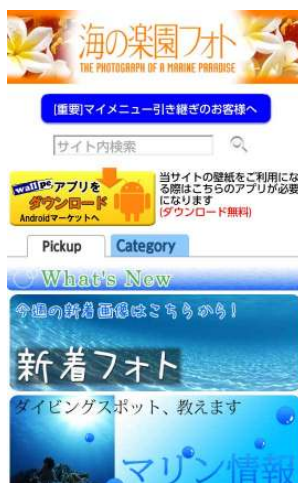 海の楽園フォト
THE PHOTOGRAPH OF A MARINE PARADISE
[重要]マイメニュー引き継ぎのお客様へ
サイト内検索
wallpeアプリを
ダウンロード
Androidマーケットへ
当サイトの壁紙をご利用にな
る際はこちらのアプリが必要
になります
(ダウンロード無料)
Pickup
Category
What's New
今週の新着画像はこちらから!
新着フォト
ダイビングスポット、教えます
マリン情報